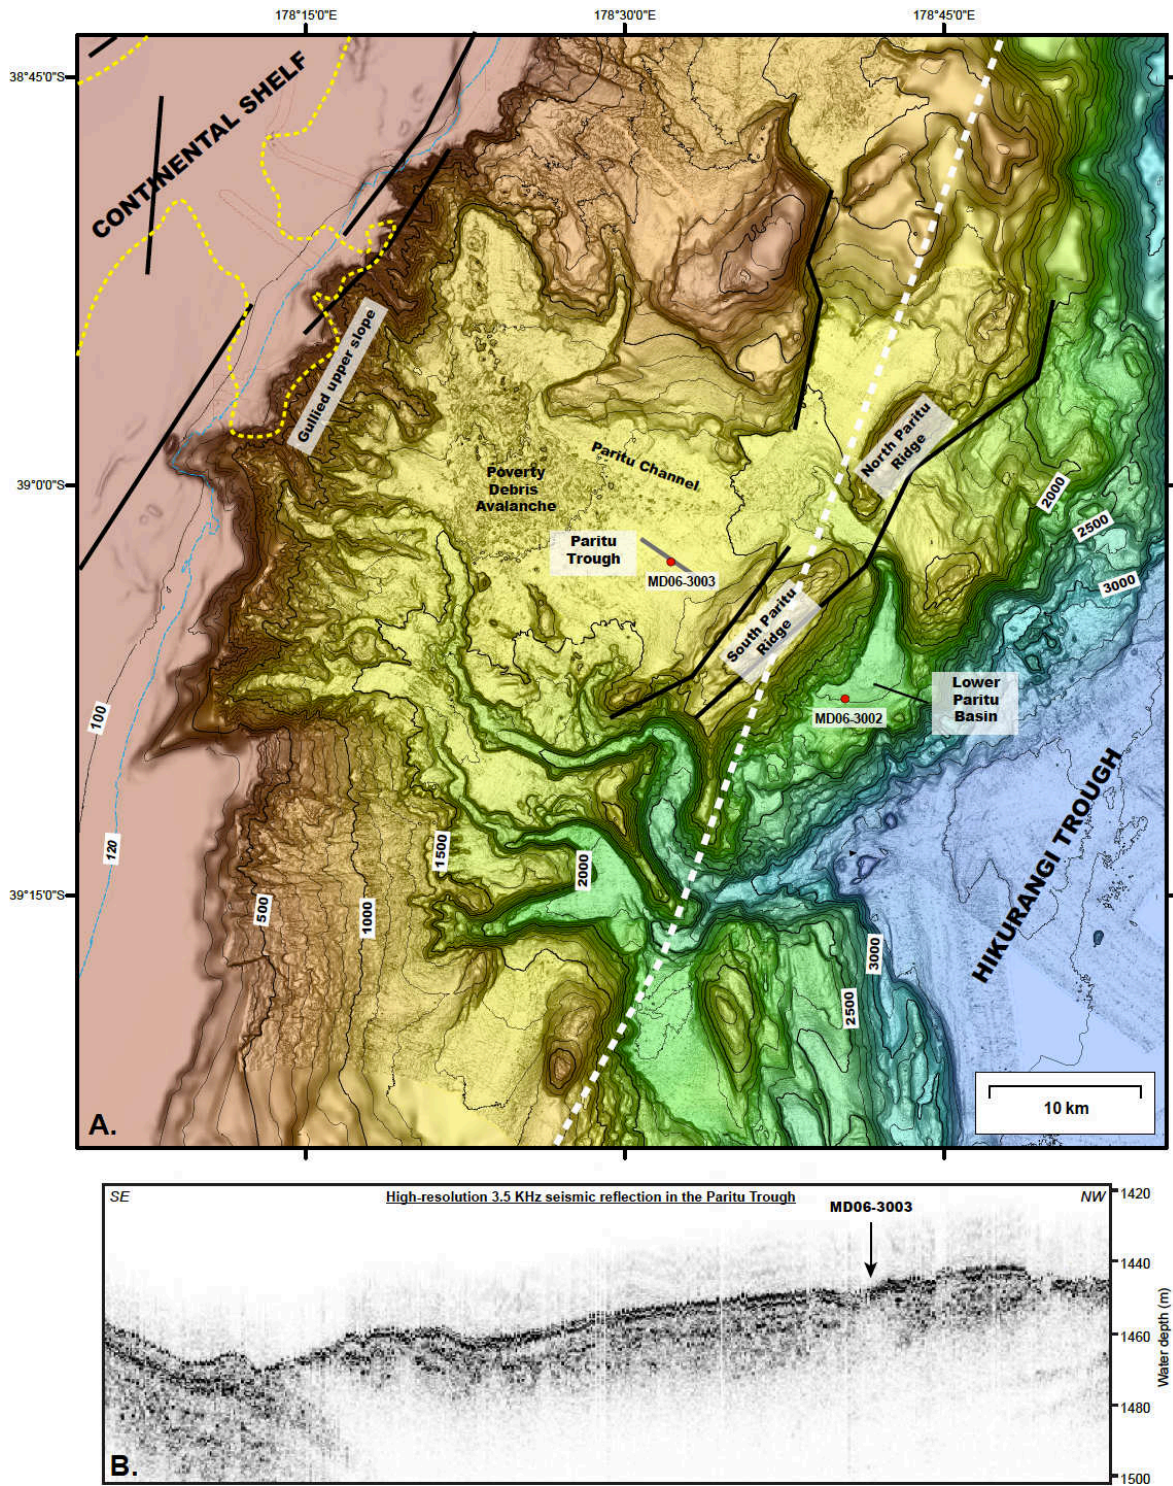 178°15'0"E
178°30'0"E
178°45'0"E
38°45'0"S
39°0'0"S
39°15'0"S
CONTINENTAL SHELF
Gullied upper slope
Poverty
Debris
Avalanche
Paritu Channel
Paritu
Trough
MD06-3003
North Paritu
Ridge
South Paritu
Ridge
2000
2500
3000
MD06-3002
Lower
Paritu
Basin
HIKURANGI TROUGH
100
120
500
1000
1500
2000
2500
3000
10 km
A.
SE
High-resolution 3.5 KHz seismic reflection in the Paritu Trough
NW
MD06-3003
1420
1440
1460
1480
1500
Water depth (m)
B.